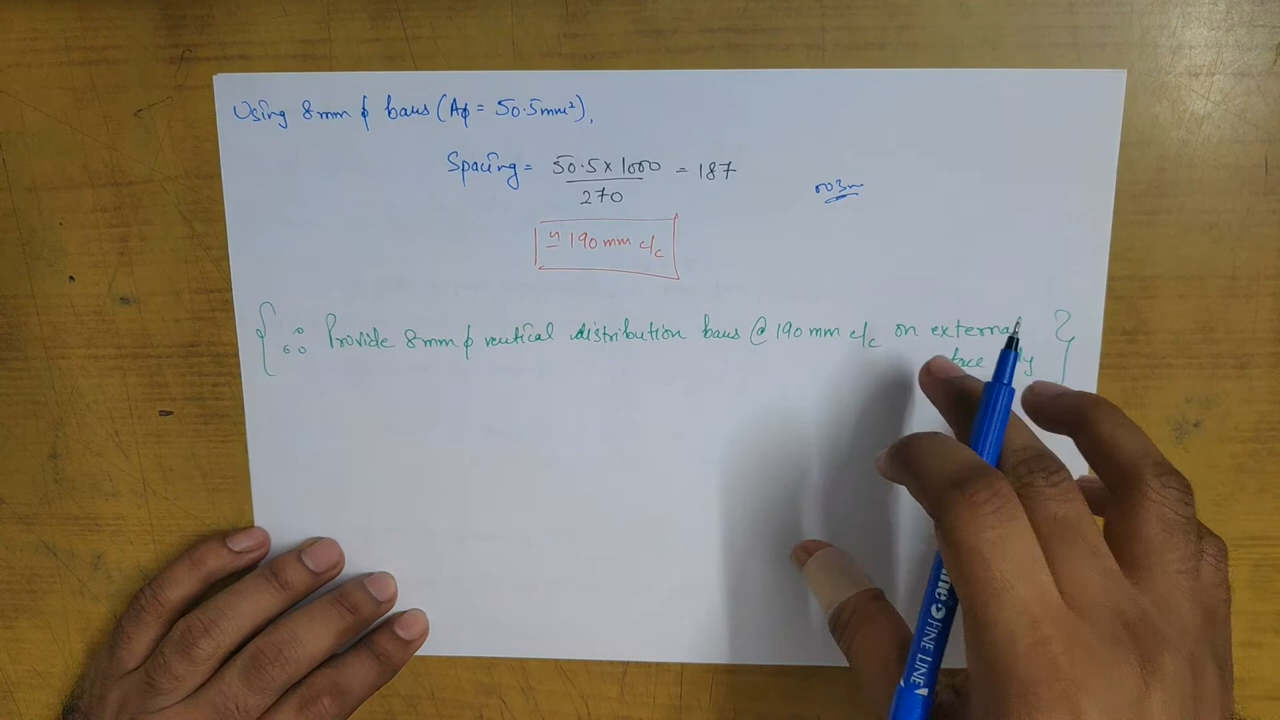 Using 8mm ϕ bars (Aϕ = 50.5mm²),
Spacing = 50.5 x 1000 / 270 = 187
≃ 190 mm c/c
∴ Provide 8mm ϕ vertical distribution bars @ 190 mm c/c on external
face
FINE LINE